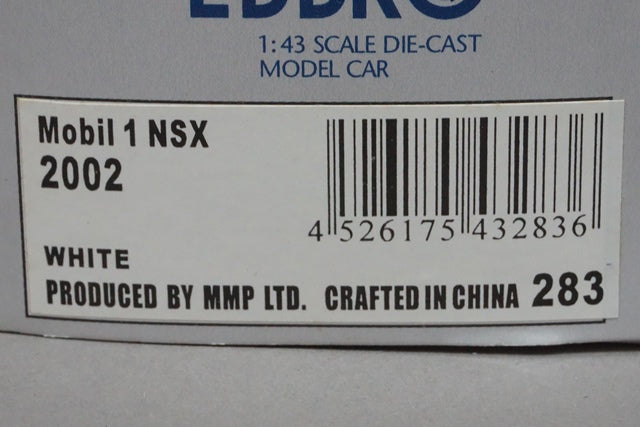 EBBRO
1:43 SCALE DIE-CAST
MODEL CAR
Mobil 1 NSX
2002
4 526175 432836
WHITE
PRODUCED BY MMP LTD. CRAFTED IN CHINA 283